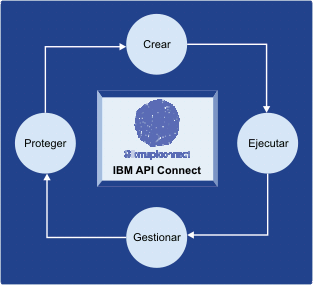 Crear
Proteger
Ejecutar
IBM API Connect
Gestionar